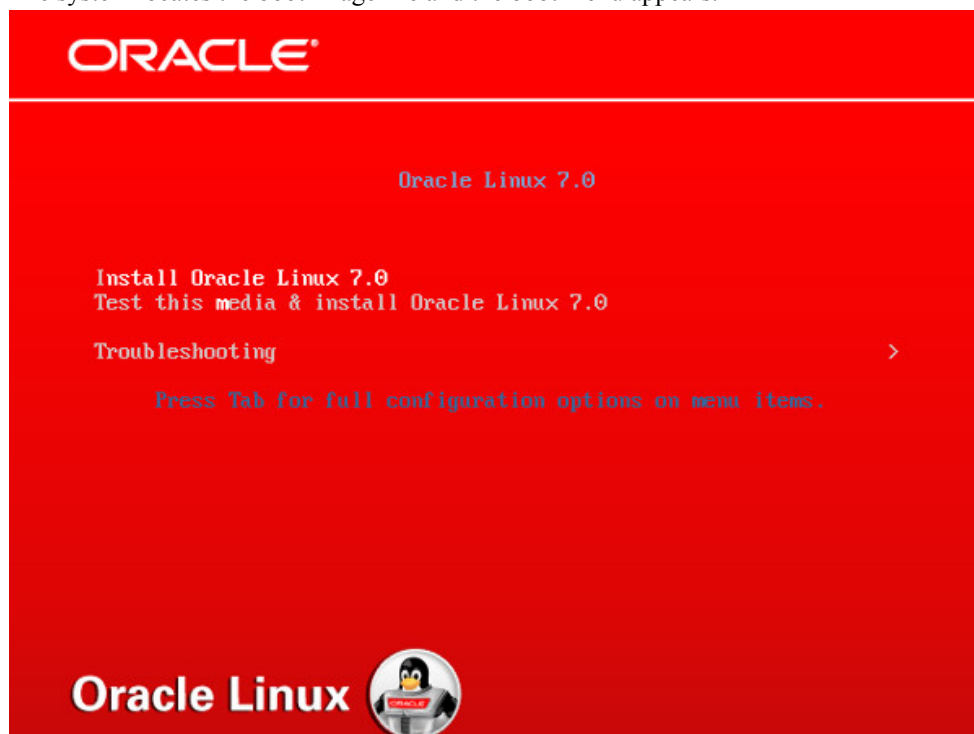 ORACLE®
Oracle Linux 7.0
Install Oracle Linux 7.0
Test this media & install Oracle Linux 7.0
Troubleshooting >
Press Tab for full configuration options on menu items.
Oracle Linux
ORACLE